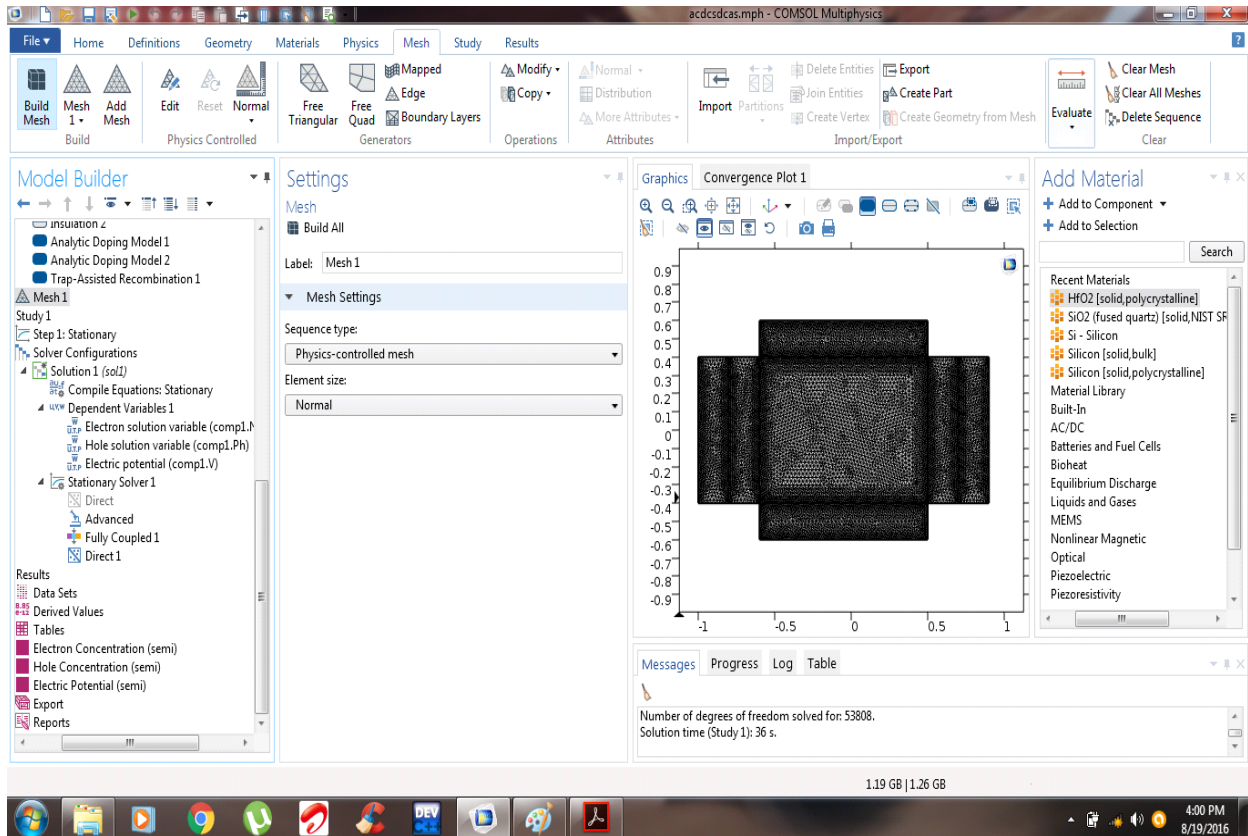 acdcsdcas.mph - COMSOL Multiphysics
File Home Definitions Geometry Materials Physics Mesh Study Results
Build Mesh
Mesh 1
Add Mesh
Build
Edit
Reset
Normal
Physics Controlled
Free Triangular
Free Quad
Mapped
Edge
Boundary Layers
Generators
Modify
Copy
Operations
Normal
Distribution
More Attributes
Attributes
Import
Partitions
Delete Entities
Join Entities
Create Vertex
Export
Create Part
Create Geometry from Mesh
Import/Export
Evaluate
Clear Mesh
Clear All Meshes
Delete Sequence
Clear
Model Builder
Insulation 2
Analytic Doping Model 1
Analytic Doping Model 2
Trap-Assisted Recombination 1
Mesh 1
Study 1
Step 1: Stationary
Solver Configurations
Solution 1 (sol1)
Compile Equations: Stationary
Dependent Variables 1
Electron solution variable (comp1.N
Hole solution variable (comp1.Ph)
Electric potential (comp1.V)
Stationary Solver 1
Direct
Advanced
Fully Coupled 1
Direct 1
Results
Data Sets
8.85 e-12 Derived Values
Tables
Electron Concentration (semi)
Hole Concentration (semi)
Electric Potential (semi)
Export
Reports
Settings
Mesh
Build All
Label: Mesh 1
Mesh Settings
Sequence type:
Physics-controlled mesh
Element size:
Normal
Graphics Convergence Plot 1
0.9
0.8
0.7
0.6
0.5
0.4
0.3
0.2
0.1
0
-0.1
-0.2
-0.3
-0.4
-0.5
-0.6
-0.7
-0.8
-0.9
-1 -0.5 0 0.5 1
Messages Progress Log Table
Number of degrees of freedom solved for: 53808.
Solution time (Study 1): 36 s.
Add Material
Add to Component
Add to Selection
Search
Recent Materials
HfO2 [solid,polycrystalline]
SiO2 (fused quartz) [solid,NIST SR
Si - Silicon
Silicon [solid,bulk]
Silicon [solid,polycrystalline]
Material Library
Built-In
AC/DC
Batteries and Fuel Cells
Bioheat
Equilibrium Discharge
Liquids and Gases
MEMS
Nonlinear Magnetic
Optical
Piezoelectric
Piezoresistivity
1.19 GB | 1.26 GB
DEV
4:00 PM
8/19/2016